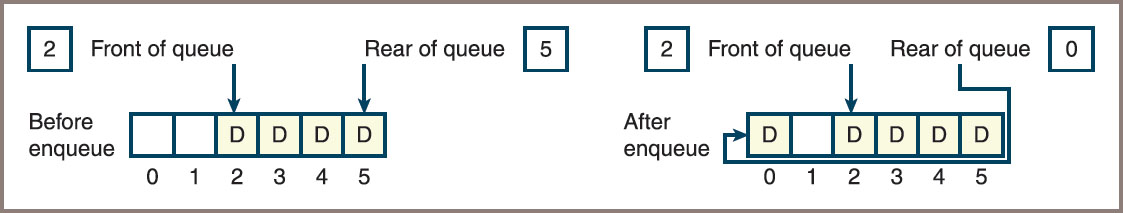 2 Front of queue Rear of queue 5
Before
enqueue
D D D D
0 1 2 3 4 5
2 Front of queue Rear of queue 0
After
enqueue
D D D D D
0 1 2 3 4 5